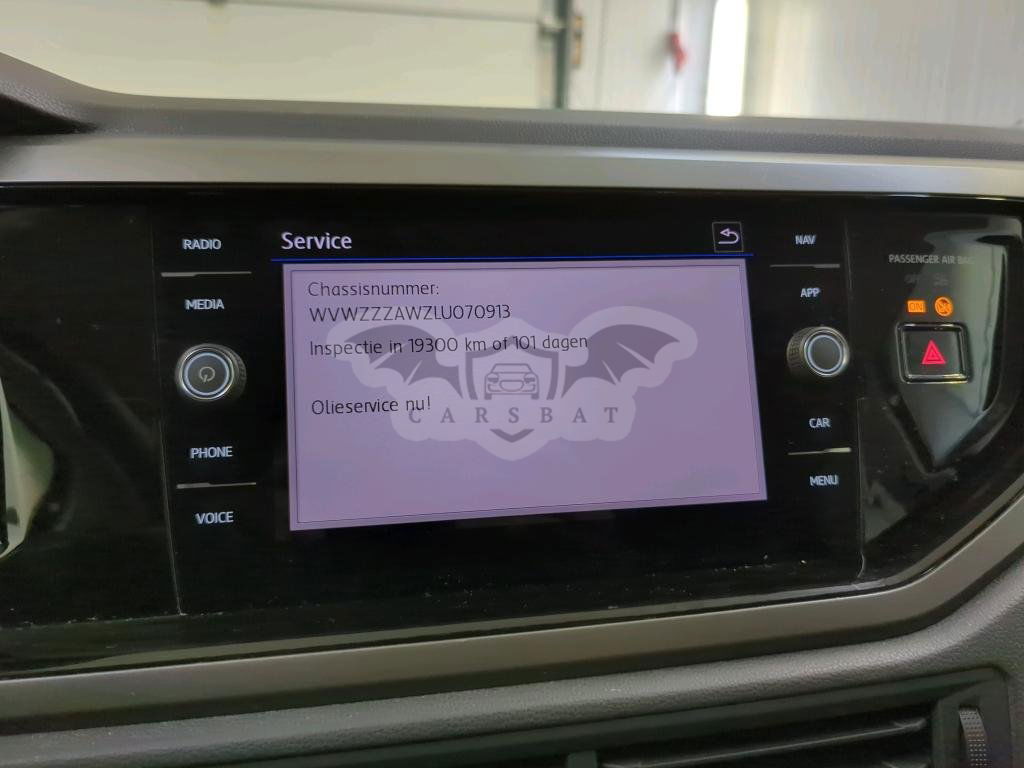 RADIO
MEDIA
PHONE
VOICE
Service
Chassisnummer:
WVWZZZAWZLU070913
Inspectie in 19300 km of 101 dagen
Olieservice nu!
CARSBAT
NAV
APP
CAR
MENU
PASSENGER AIR BAG
ON